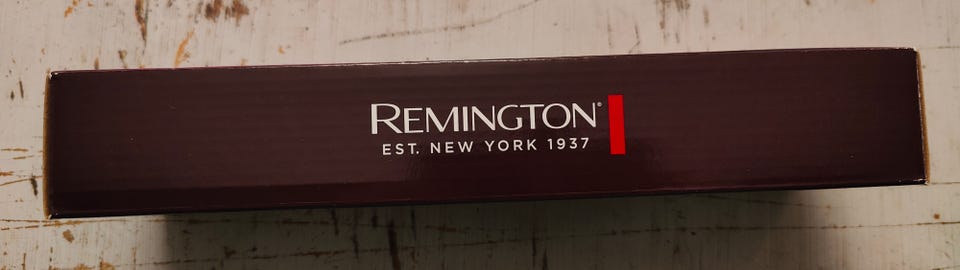 REMINGTON®
EST. NEW YORK 1937